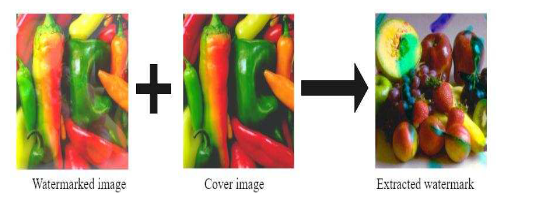 Watermarked image
Cover image
Extracted watermark